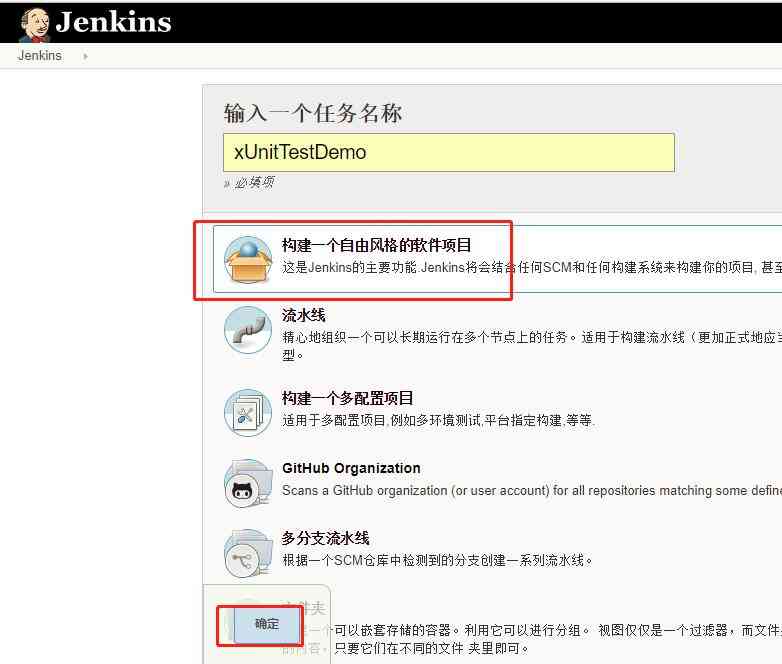 Jenkins
Jenkins
输入一个任务名称
xUnitTestDemo
» 必填项
构建一个自由风格的软件项目
这是Jenkins的主要功能.Jenkins将会结合任何SCM和任何构建系统来构建你的项目, 甚至
流水线
精心地组织一个可以长期运行在多个节点上的任务。适用于构建流水线（更加正式地应当
型。
构建一个多配置项目
适用于多配置项目,例如多环境测试,平台指定构建,等等.
GitHub Organization
Scans a GitHub organization (or user account) for all repositories matching some define
多分支流水线
根据一个SCM仓库中检测到的分支创建一系列流水线。
文件夹
确定
一个可以嵌套存储的容器。利用它可以进行分组。 视图仅仅是一个过滤器，而文件夹
的内容，只要它们在不同的文件 夹里即可。